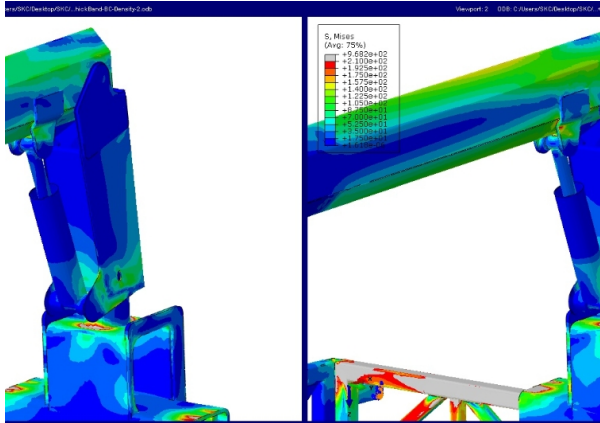 ers/SKC/Desktop/SKC/...hickBend-BC-Density-2.odb
Viewport: 2 ODB: C:/Users/SKC/Desktop/SKC/...
S, Mises
(Avg: 75%)
+9.682e+02
+2.100e+02
+1.925e+02
+1.750e+02
+1.575e+02
+1.400e+02
+1.225e+02
+1.050e+02
+8.750e+01
+7.000e+01
+5.250e+01
+3.500e+01
+1.750e+01